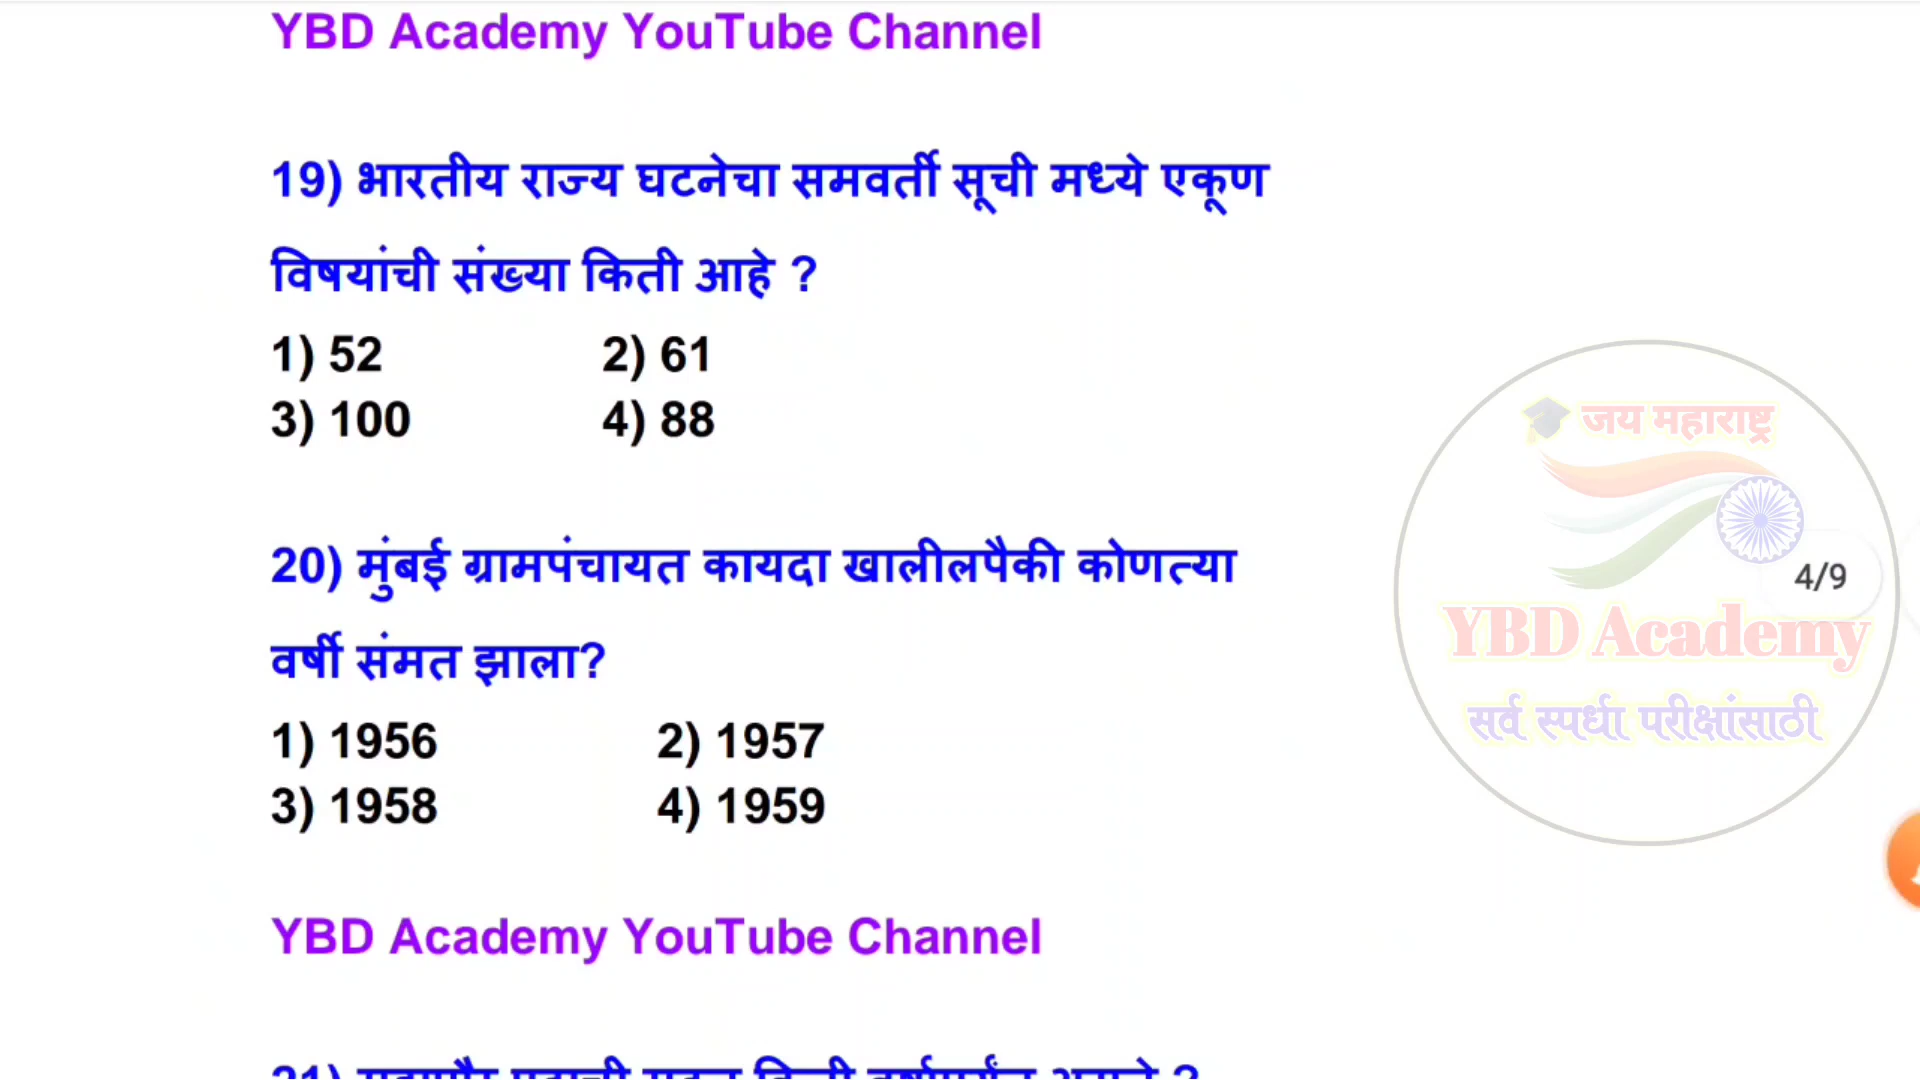 YBD Academy YouTube Channel
19) भारतीय राज्य घटनेचा समवर्ती सूची मध्ये एकूण
विषयांची संख्या किती आहे ?
1) 52 2) 61
3) 100 4) 88
20) मुंबई ग्रामपंचायत कायदा खालीलपैकी कोणत्या
वर्षी संमत झाला?
1) 1956 2) 1957
3) 1958 4) 1959
YBD Academy YouTube Channel
जय महाराष्ट्र
4/9
YBD Academy
सर्व स्पर्धा परीक्षांसाठी